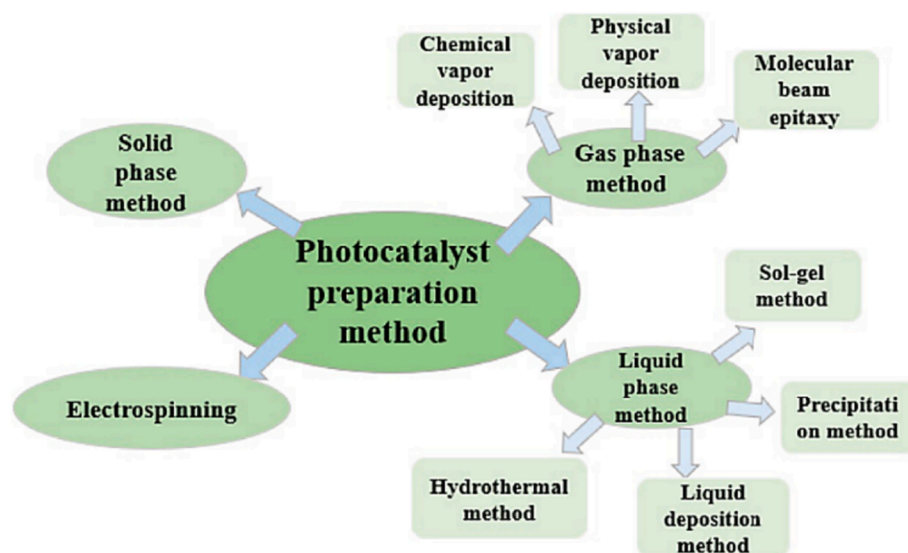 Chemical
vapor
deposition
Physical
vapor
deposition
Molecular
beam
epitaxy
Solid
phase
method
Gas phase
method
Photocatalyst
preparation
method
Sol-gel
method
Liquid
phase
method
Electrospinning
Precipitati
on method
Hydrothermal
method
Liquid
deposition
method